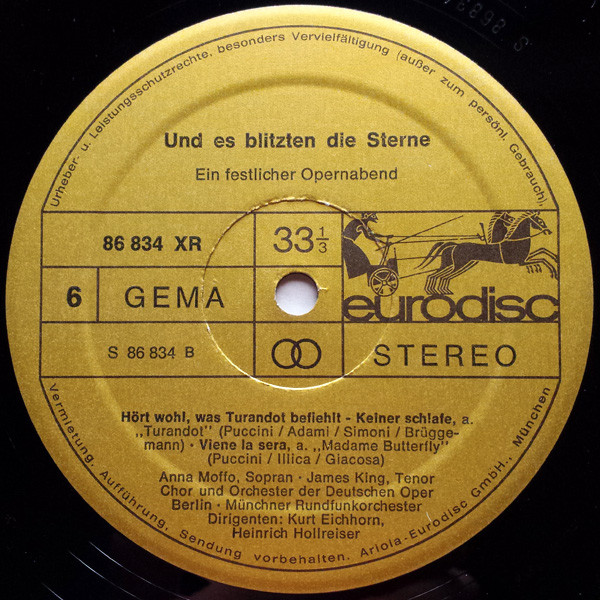 Urheber- u. Leistungsschutzrechte, besonders Vervielfältigung (außer zum persönl. Gebrauch),
Und es blitzten die Sterne
Ein festlicher Opernabend
86 834 XR
33 1/3
6
GEMA
eurodisc
S 86 834 B
STEREO
Hört wohl, was Turandot befiehlt - Keiner schlafe, a.
,,Turandot" (Puccini / Adami / Simoni / Brügge-
mann) · Viene la sera, a. ,,Madame Butterfly"
(Puccini / Illica / Giacosa)
Anna Moffo, Sopran · James King, Tenor
Chor und Orchester der Deutschen Oper
Berlin · Münchner Rundfunkorchester
Dirigenten: Kurt Eichhorn,
Heinrich Hollreiser
Vermietung, Aufführung, Sendung vorbehalten. Ariola-Eurodisc GmbH., München